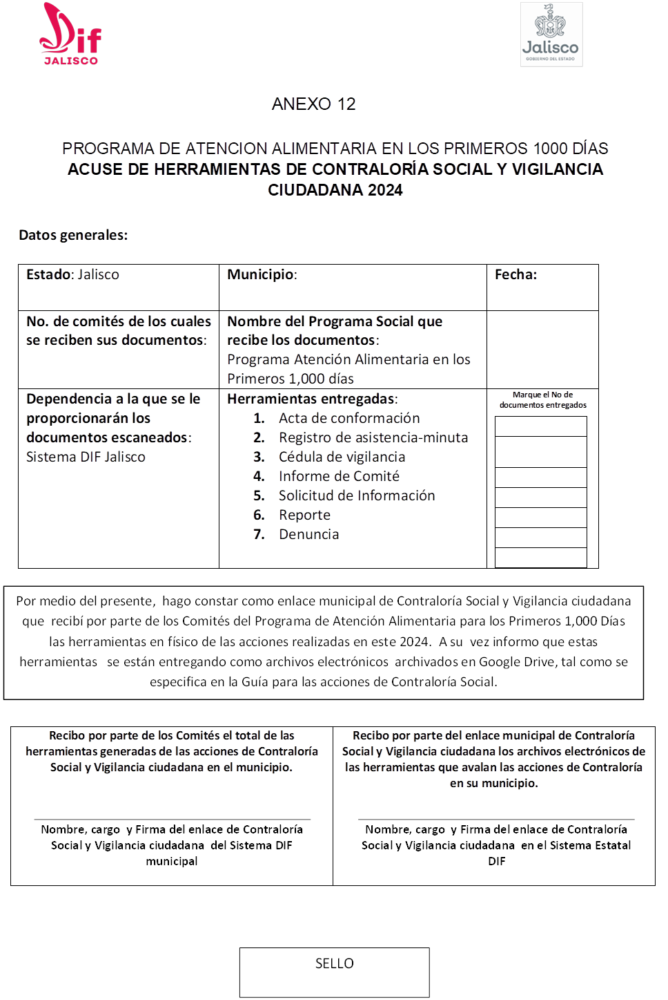 Dif
JALISCO
Jalisco
GOBIERNO DEL ESTADO
ANEXO 12
PROGRAMA DE ATENCION ALIMENTARIA EN LOS PRIMEROS 1000 DÍAS
ACUSE DE HERRAMIENTAS DE CONTRALORÍA SOCIAL Y VIGILANCIA
CIUDADANA 2024
Datos generales:
Estado: Jalisco
Municipio:
Fecha:
No. de comités de los cuales
se reciben sus documentos:
Nombre del Programa Social que
recibe los documentos:
Programa Atención Alimentaria en los
Primeros 1,000 días
Dependencia a la que se le
proporcionarán los
documentos escaneados:
Sistema DIF Jalisco
Herramientas entregadas:
1. Acta de conformación
2. Registro de asistencia-minuta
3. Cédula de vigilancia
4. Informe de Comité
5. Solicitud de Información
6. Reporte
7. Denuncia
Marque el No de
documentos entregados
Por medio del presente, hago constar como enlace municipal de Contraloría Social y Vigilancia ciudadana
que recibí por parte de los Comités del Programa de Atención Alimentaria para los Primeros 1,000 Días
las herramientas en físico de las acciones realizadas en este 2024. A su vez informo que estas
herramientas se están entregando como archivos electrónicos archivados en Google Drive, tal como se
especifica en la Guía para las acciones de Contraloría Social.
Recibo por parte de los Comités el total de las
herramientas generadas de las acciones de Contraloría
Social y Vigilancia ciudadana en el municipio.
Nombre, cargo y Firma del enlace de Contraloría
Social y Vigilancia ciudadana del Sistema DIF
municipal
Recibo por parte del enlace municipal de Contraloría
Social y Vigilancia ciudadana los archivos electrónicos de
las herramientas que avalan las acciones de Contraloría
en su municipio.
Nombre, cargo y Firma del enlace de Contraloría
Social y Vigilancia ciudadana en el Sistema Estatal
DIF
SELLO